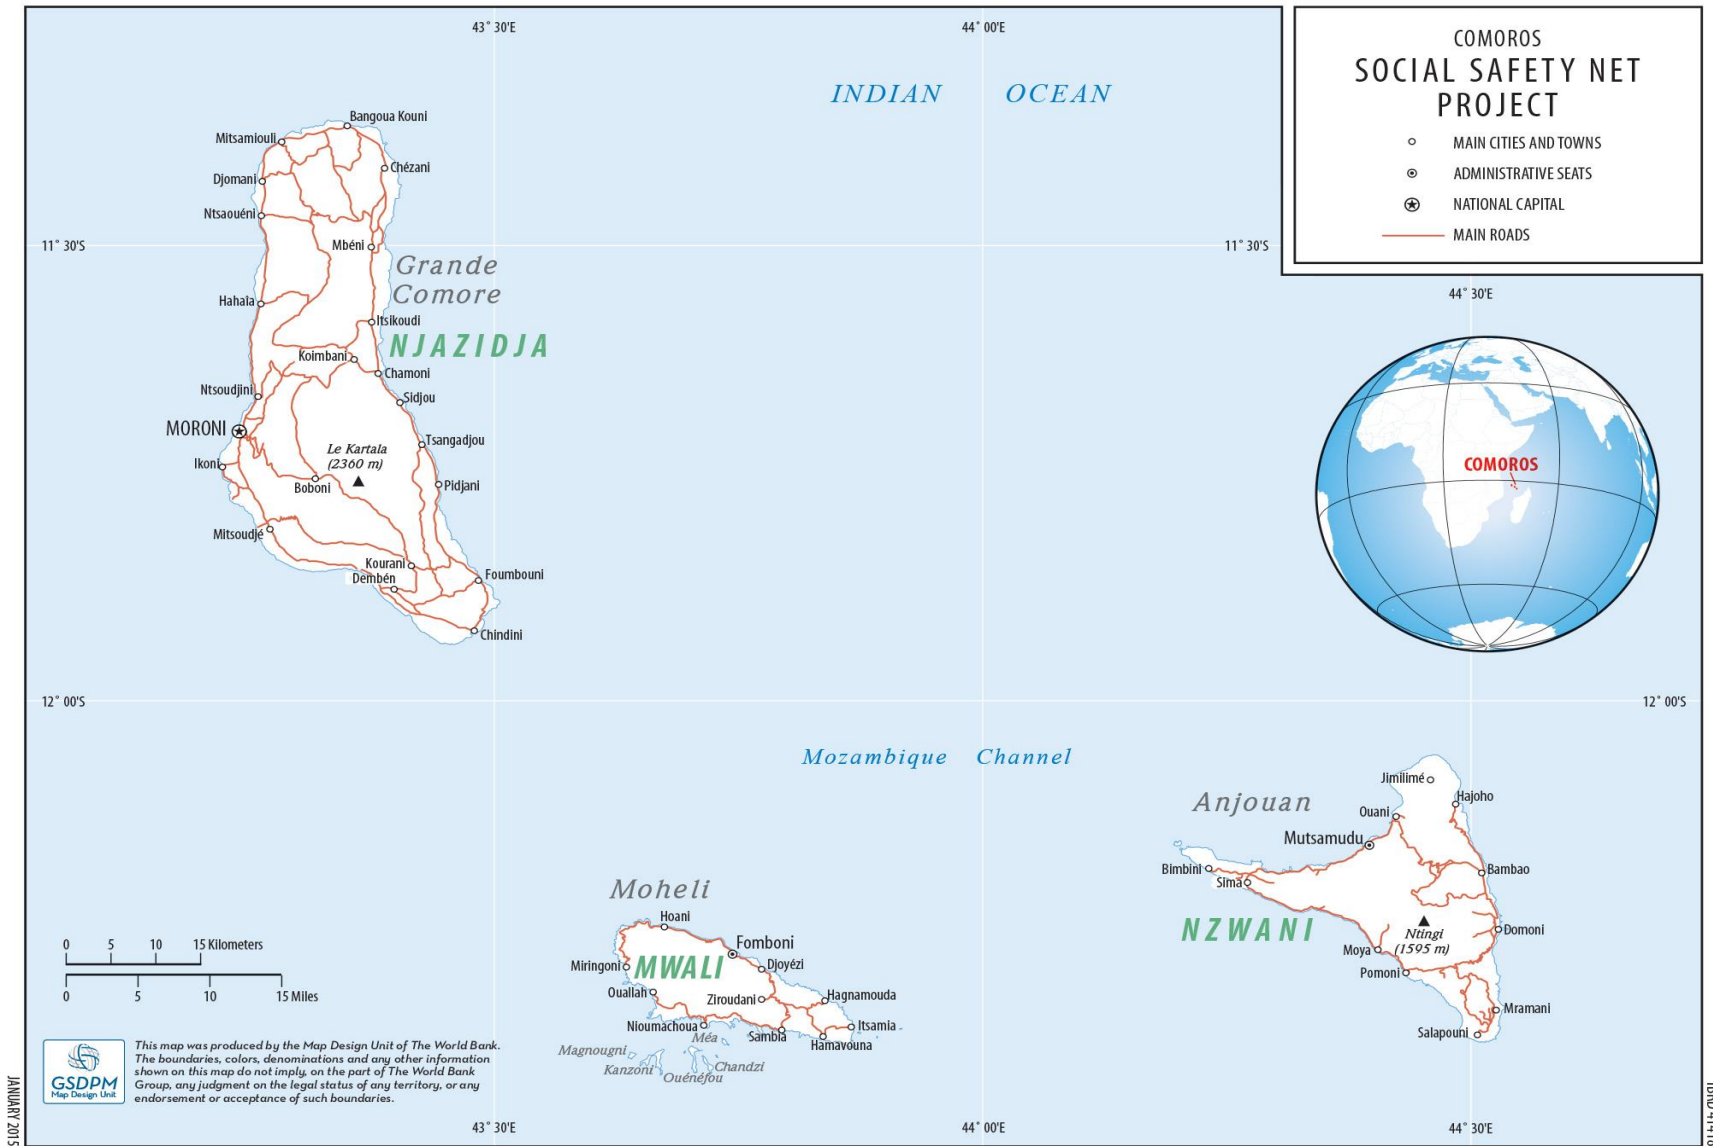 43° 30'E
44° 00'E
COMOROS
SOCIAL SAFETY NET
PROJECT
MAIN CITIES AND TOWNS
ADMINISTRATIVE SEATS
NATIONAL CAPITAL
MAIN ROADS
INDIAN OCEAN
Bangoua Kouni
Mitsamiouli
Chézani
Djomani
Ntsaouéni
11° 30'S
Mbéni
11° 30'S
Grande
Comore
44° 30'E
Hahaïa
Itsikoudi
NJAZIDJA
Koimbani
Chamoni
Ntsoudjini
Sidjou
MORONI
Tsangadjou
Le Kartala
(2360 m)
Ikoni
Boboni
Pidjani
COMOROS
Mitsoudjé
Kourani
Dembén
Foumbouni
Chindini
12° 00'S
12° 00'S
Mozambique Channel
Jimilimé
Hajoho
Anjouan
Ouani
Mutsamudu
Bimbini
Sima
Bambao
Moheli
Hoani
NZWANI
Ntingi
(1595 m)
Domoni
Fomboni
Moya
Miringoni
MWALI
Djoyézi
Pomoni
Ouallah
Ziroudani
Hagnamouda
Mramani
Nioumachoua
Sambia
Itsamia
Salapouni
Hamavouna
Méa
Magnougni
Kanzoni
Chandzi
Ouénéfou
0 5 10 15 Kilometers
0 5 10 15 Miles
GSDPM
Map Design Unit
This map was produced by the Map Design Unit of The World Bank.
The boundaries, colors, denominations and any other information
shown on this map do not imply, on the part of The World Bank
Group, any judgment on the legal status of any territory, or any
endorsement or acceptance of such boundaries.
43° 30'E
44° 00'E
44° 30'E
JANUARY 2015